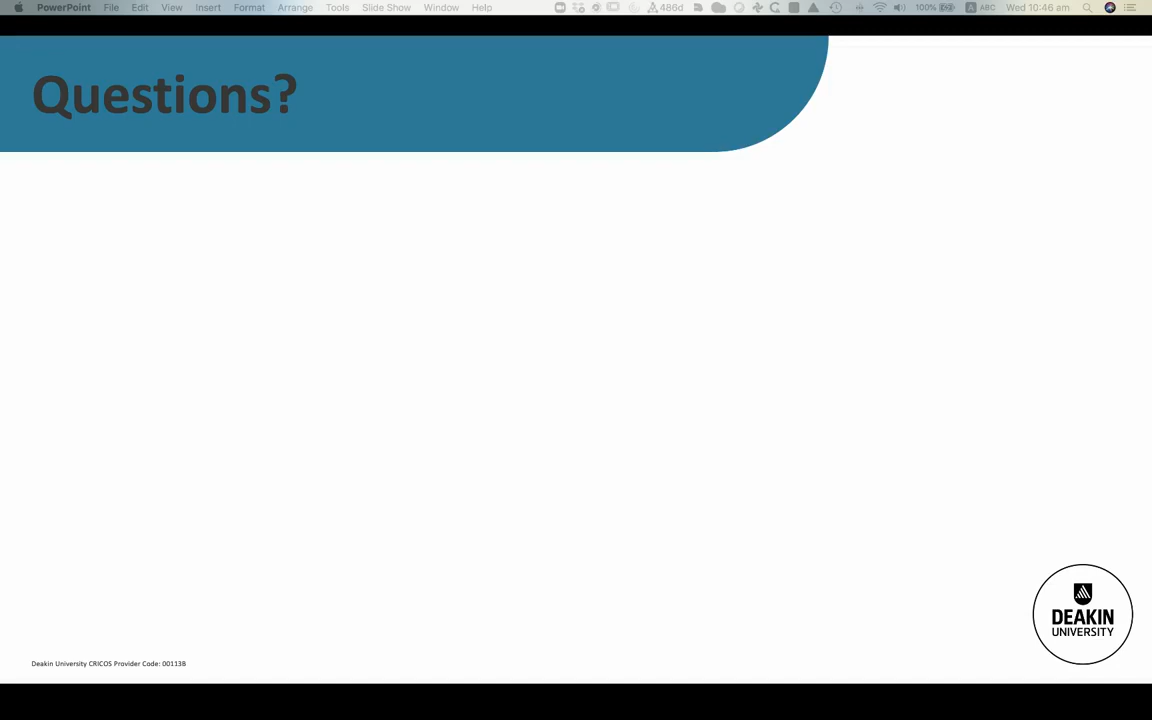 PowerPoint File Edit View Insert Format Arrange Tools Slide Show Window Help 486d 100% A ABC Wed 10:46 am
Questions?
DEAKIN
UNIVERSITY
Deakin University CRICOS Provider Code: 00113B